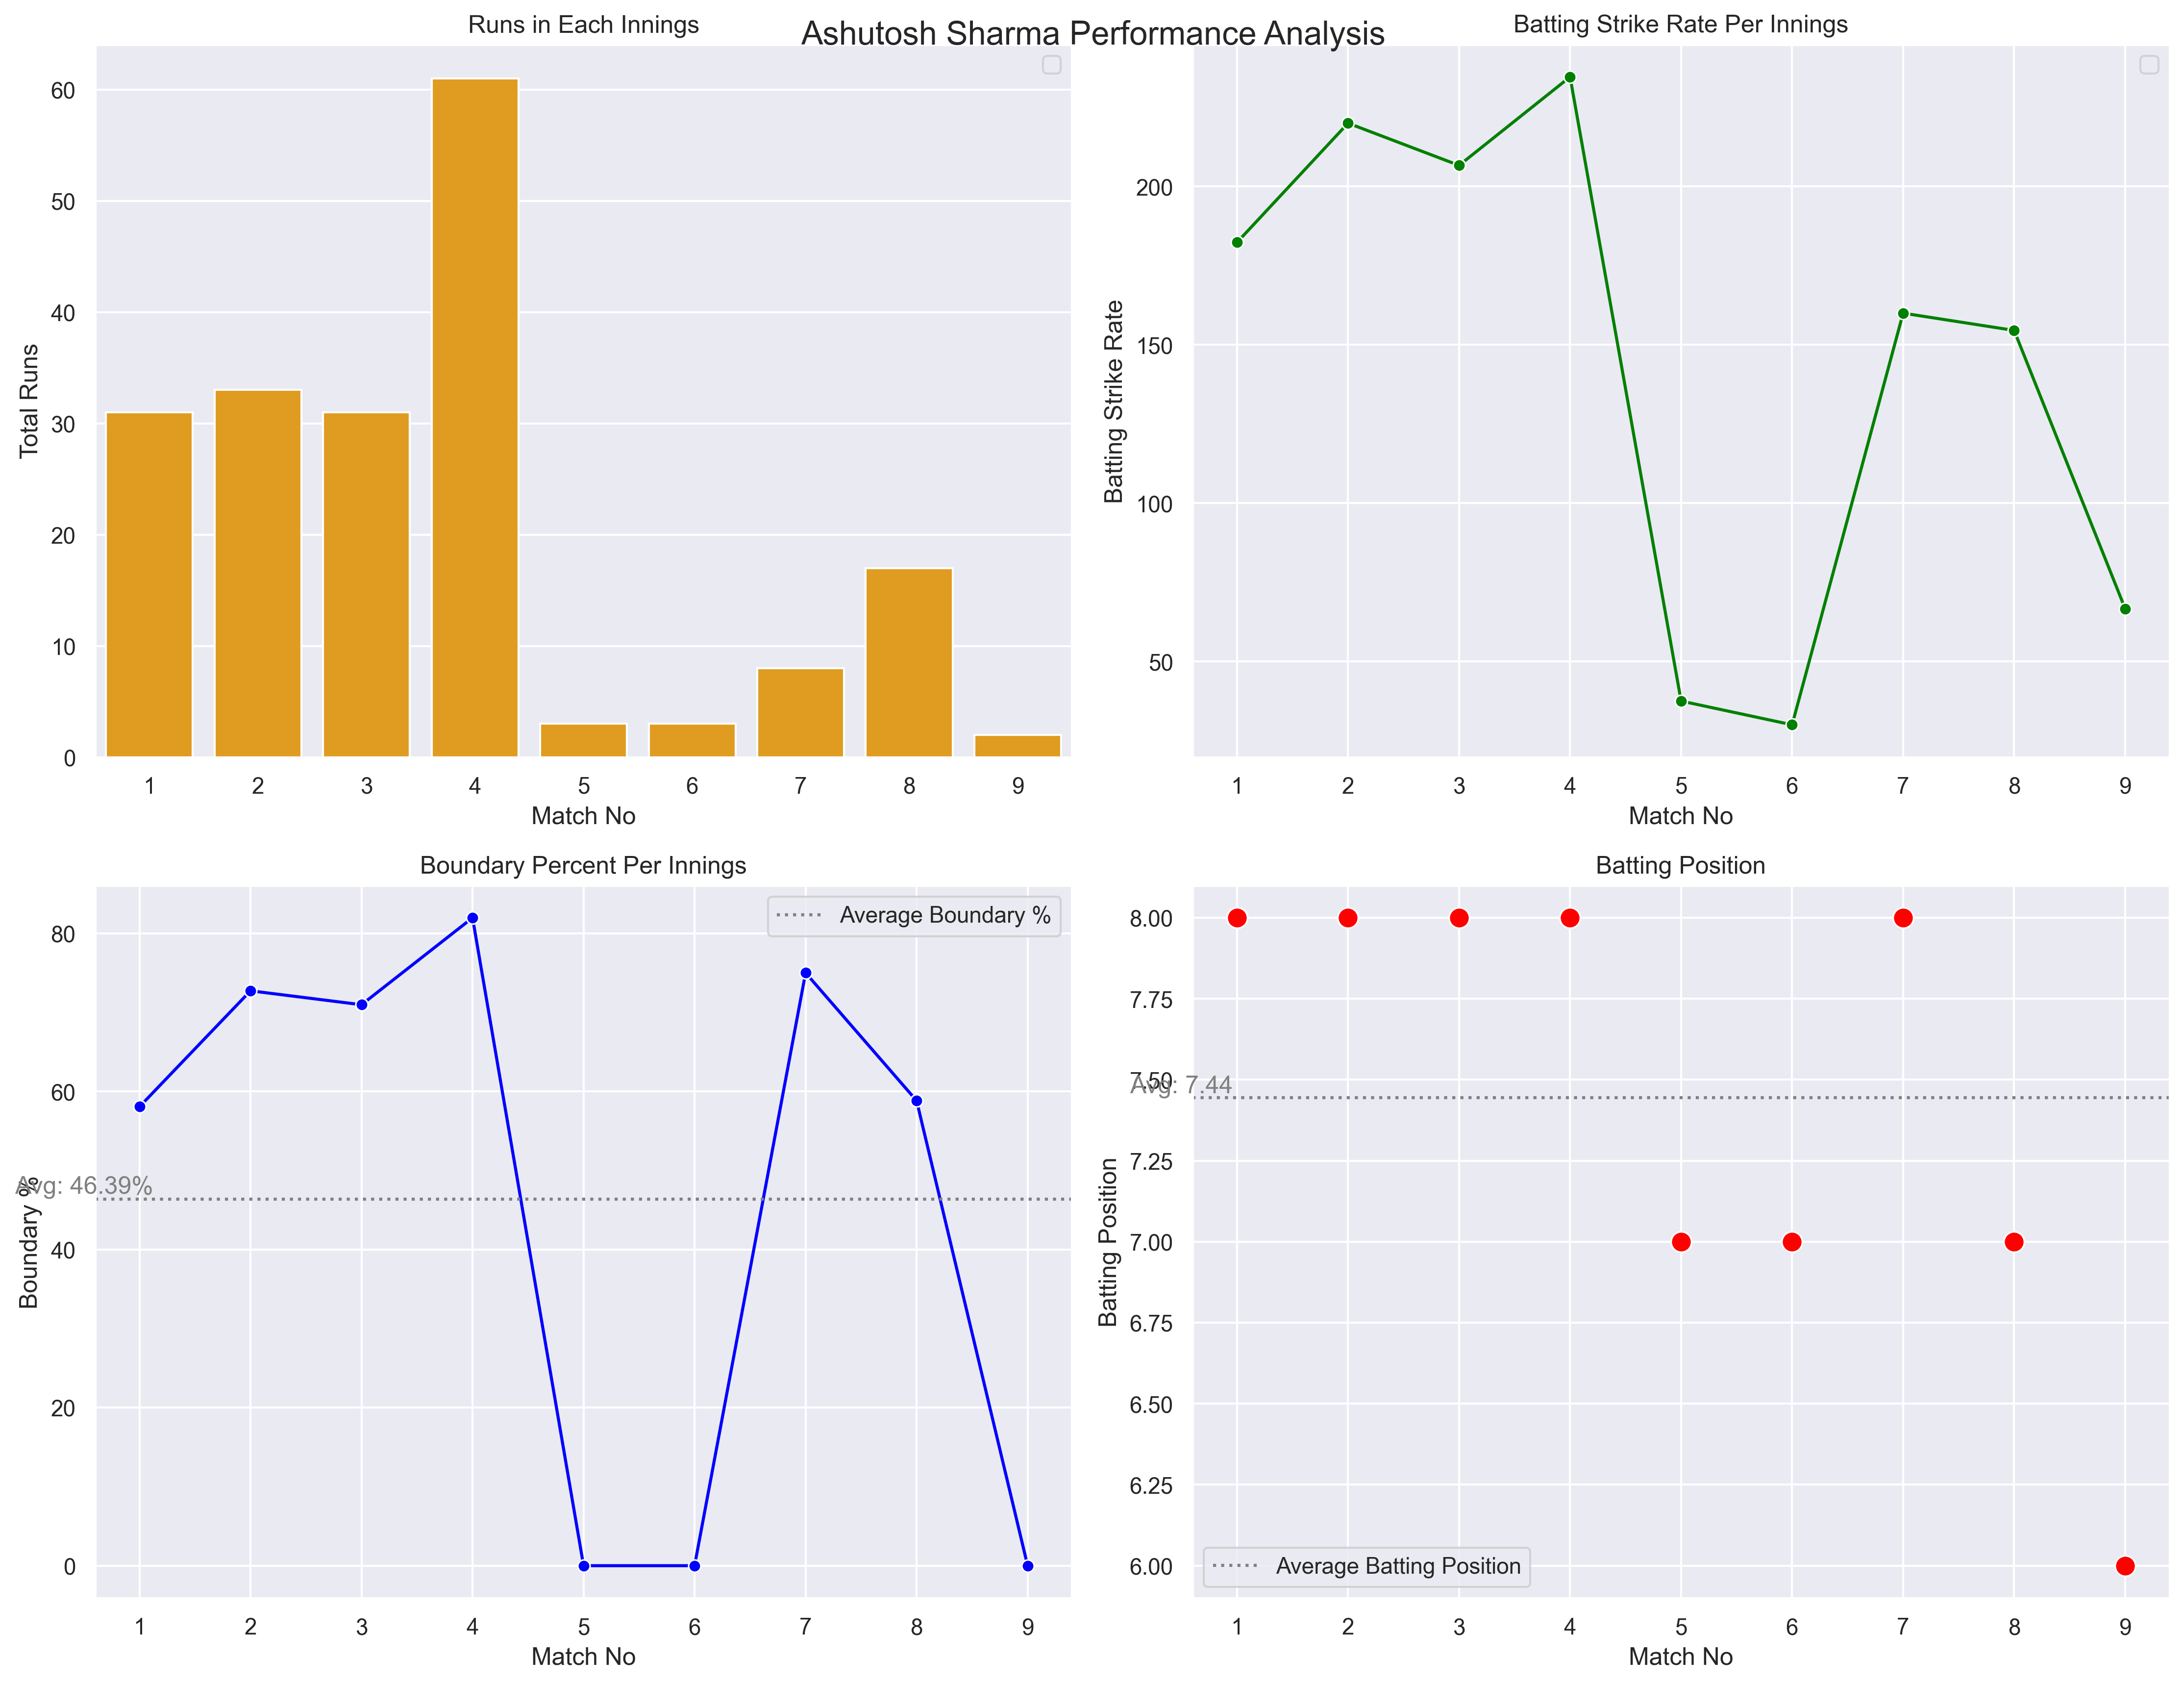 Ashutosh Sharma Performance Analysis
Runs in Each Innings
Total Runs
60
50
40
30
20
10
0
1 2 3 4 5 6 7 8 9
Match No
Batting Strike Rate Per Innings
Batting Strike Rate
200
150
100
50
1 2 3 4 5 6 7 8 9
Match No
Boundary Percent Per Innings
Average Boundary %
Boundary %
80
60
Avg: 46.39%
40
20
0
1 2 3 4 5 6 7 8 9
Match No
Batting Position
Batting Position
8.00
7.75
7.50
Avg: 7.44
7.25
7.00
6.75
6.50
6.25
6.00
Average Batting Position
1 2 3 4 5 6 7 8 9
Match No